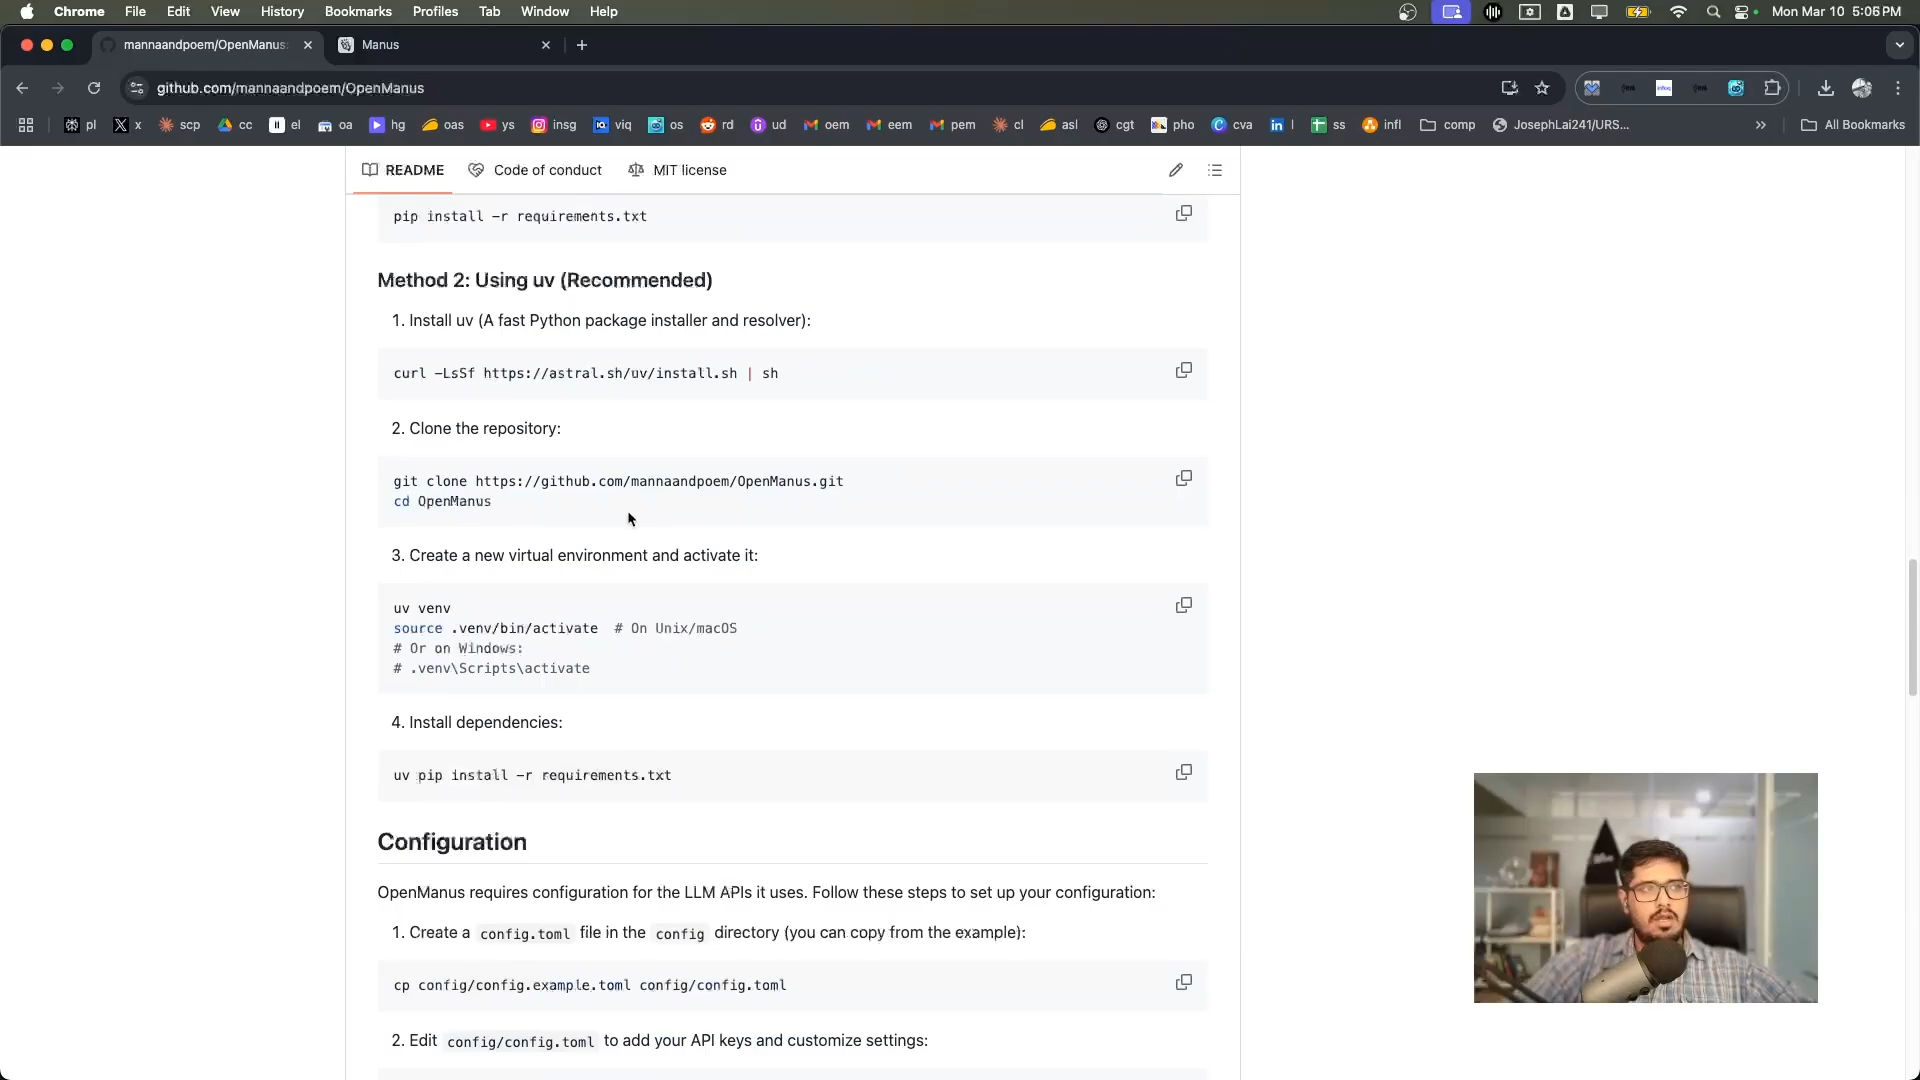 Chrome File Edit View History Bookmarks Profiles Tab Window Help Mon Mar 10 5:06 PM
mannaandpoem/OpenManus: Manus
github.com/mannaandpoem/OpenManus
pl x scp cc el oa hg oas ys insg viq os rd ud oem eem pem cl asl cgt pho cva l ss infl comp JosephLai241/URS... All Bookmarks
README Code of conduct MIT license
pip install -r requirements.txt
Method 2: Using uv (Recommended)
1. Install uv (A fast Python package installer and resolver):
curl -LsSf https://astral.sh/uv/install.sh | sh
2. Clone the repository:
git clone https://github.com/mannaandpoem/OpenManus.git
cd OpenManus
3. Create a new virtual environment and activate it:
uv venv
source .venv/bin/activate # On Unix/macOS
# Or on Windows:
# .venv\Scripts\activate
4. Install dependencies:
uv pip install -r requirements.txt
Configuration
OpenManus requires configuration for the LLM APIs it uses. Follow these steps to set up your configuration:
1. Create a config.toml file in the config directory (you can copy from the example):
cp config/config.example.toml config/config.toml
2. Edit config/config.toml to add your API keys and customize settings: